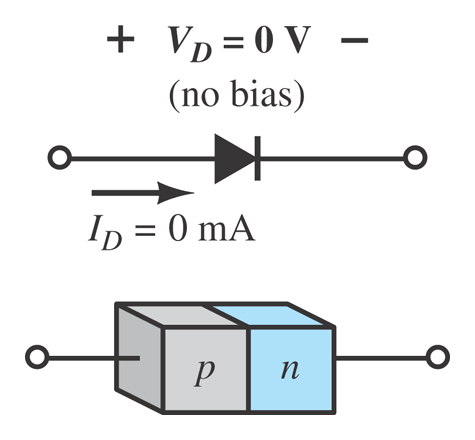 + V_D = 0 V −
(no bias)
I_D = 0 mA
p n